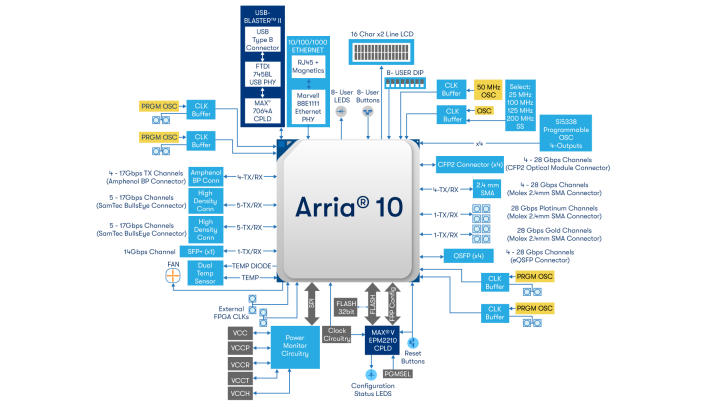 USB-
BLASTER™ II
USB
Type B
Connector
FTDI
745BL
USB PHY
MAX®
7064A
CPLD
10/100/1000
ETHERNET
RJ45 +
Magnetics
Marvell
88E1111
Ethernet
PHY
16 Char x2 Line LCD
8- User
LEDS
8- User
Buttons
8- USER DIP
CLK
Buffer
50 MHz
OSC
CLK
Buffer
OSC
Select:
25 MHz
100 MHz
125 MHz
200 MHz
SS
x4
Si5338
Programmable
OSC
4-Outputs
PRGM OSC
CLK
Buffer
PRGM OSC
CLK
Buffer
4 - 17Gbps TX Channels
(Amphenol BP Connector)
Amphenol
BP Conn
4-TX/RX
5 - 17Gbps Channels
(SamTec BullsEye Connector)
High
Density
Conn
5-TX/RX
5 - 17Gbps Channels
(SamTec BullsEye Connector)
High
Density
Conn
5-TX/RX
14Gbps Channel
SFP+ (x1)
1-TX/RX
FAN
Dual
Temp
Sensor
TEMP DIODE
TEMP
Arria® 10
CFP2 Connector (x4)
4 - 28 Gbps Channels
(CFP2 Optical Module Connector)
4-TX/RX
2.4 mm
SMA
4 - 28 Gbps Channels
(Molex 2.4mm SMA Connector)
1-TX/RX
28 Gbps Platinum Channels
(Molex 2.4mm SMA Connector)
1-TX/RX
28 Gbps Gold Channels
(Molex 2.4mm SMA Connector)
QSFP (x4)
4 - 28 Gbps Channels
(eQSFP Connector)
CLK
Buffer
PRGM OSC
CLK
Buffer
PRGM OSC
External
FPGA CLKs
SPI
FLASH
32bit
FLASH
FPP Config
VCC
VCCP
VCCR
VCCT
VCCH
Power
Monitor
Circuitry
Clock
Circuitry
MAX® V
EPM2210
CPLD
Reset
Buttons
PGMSEL
Configuration
Status LEDS